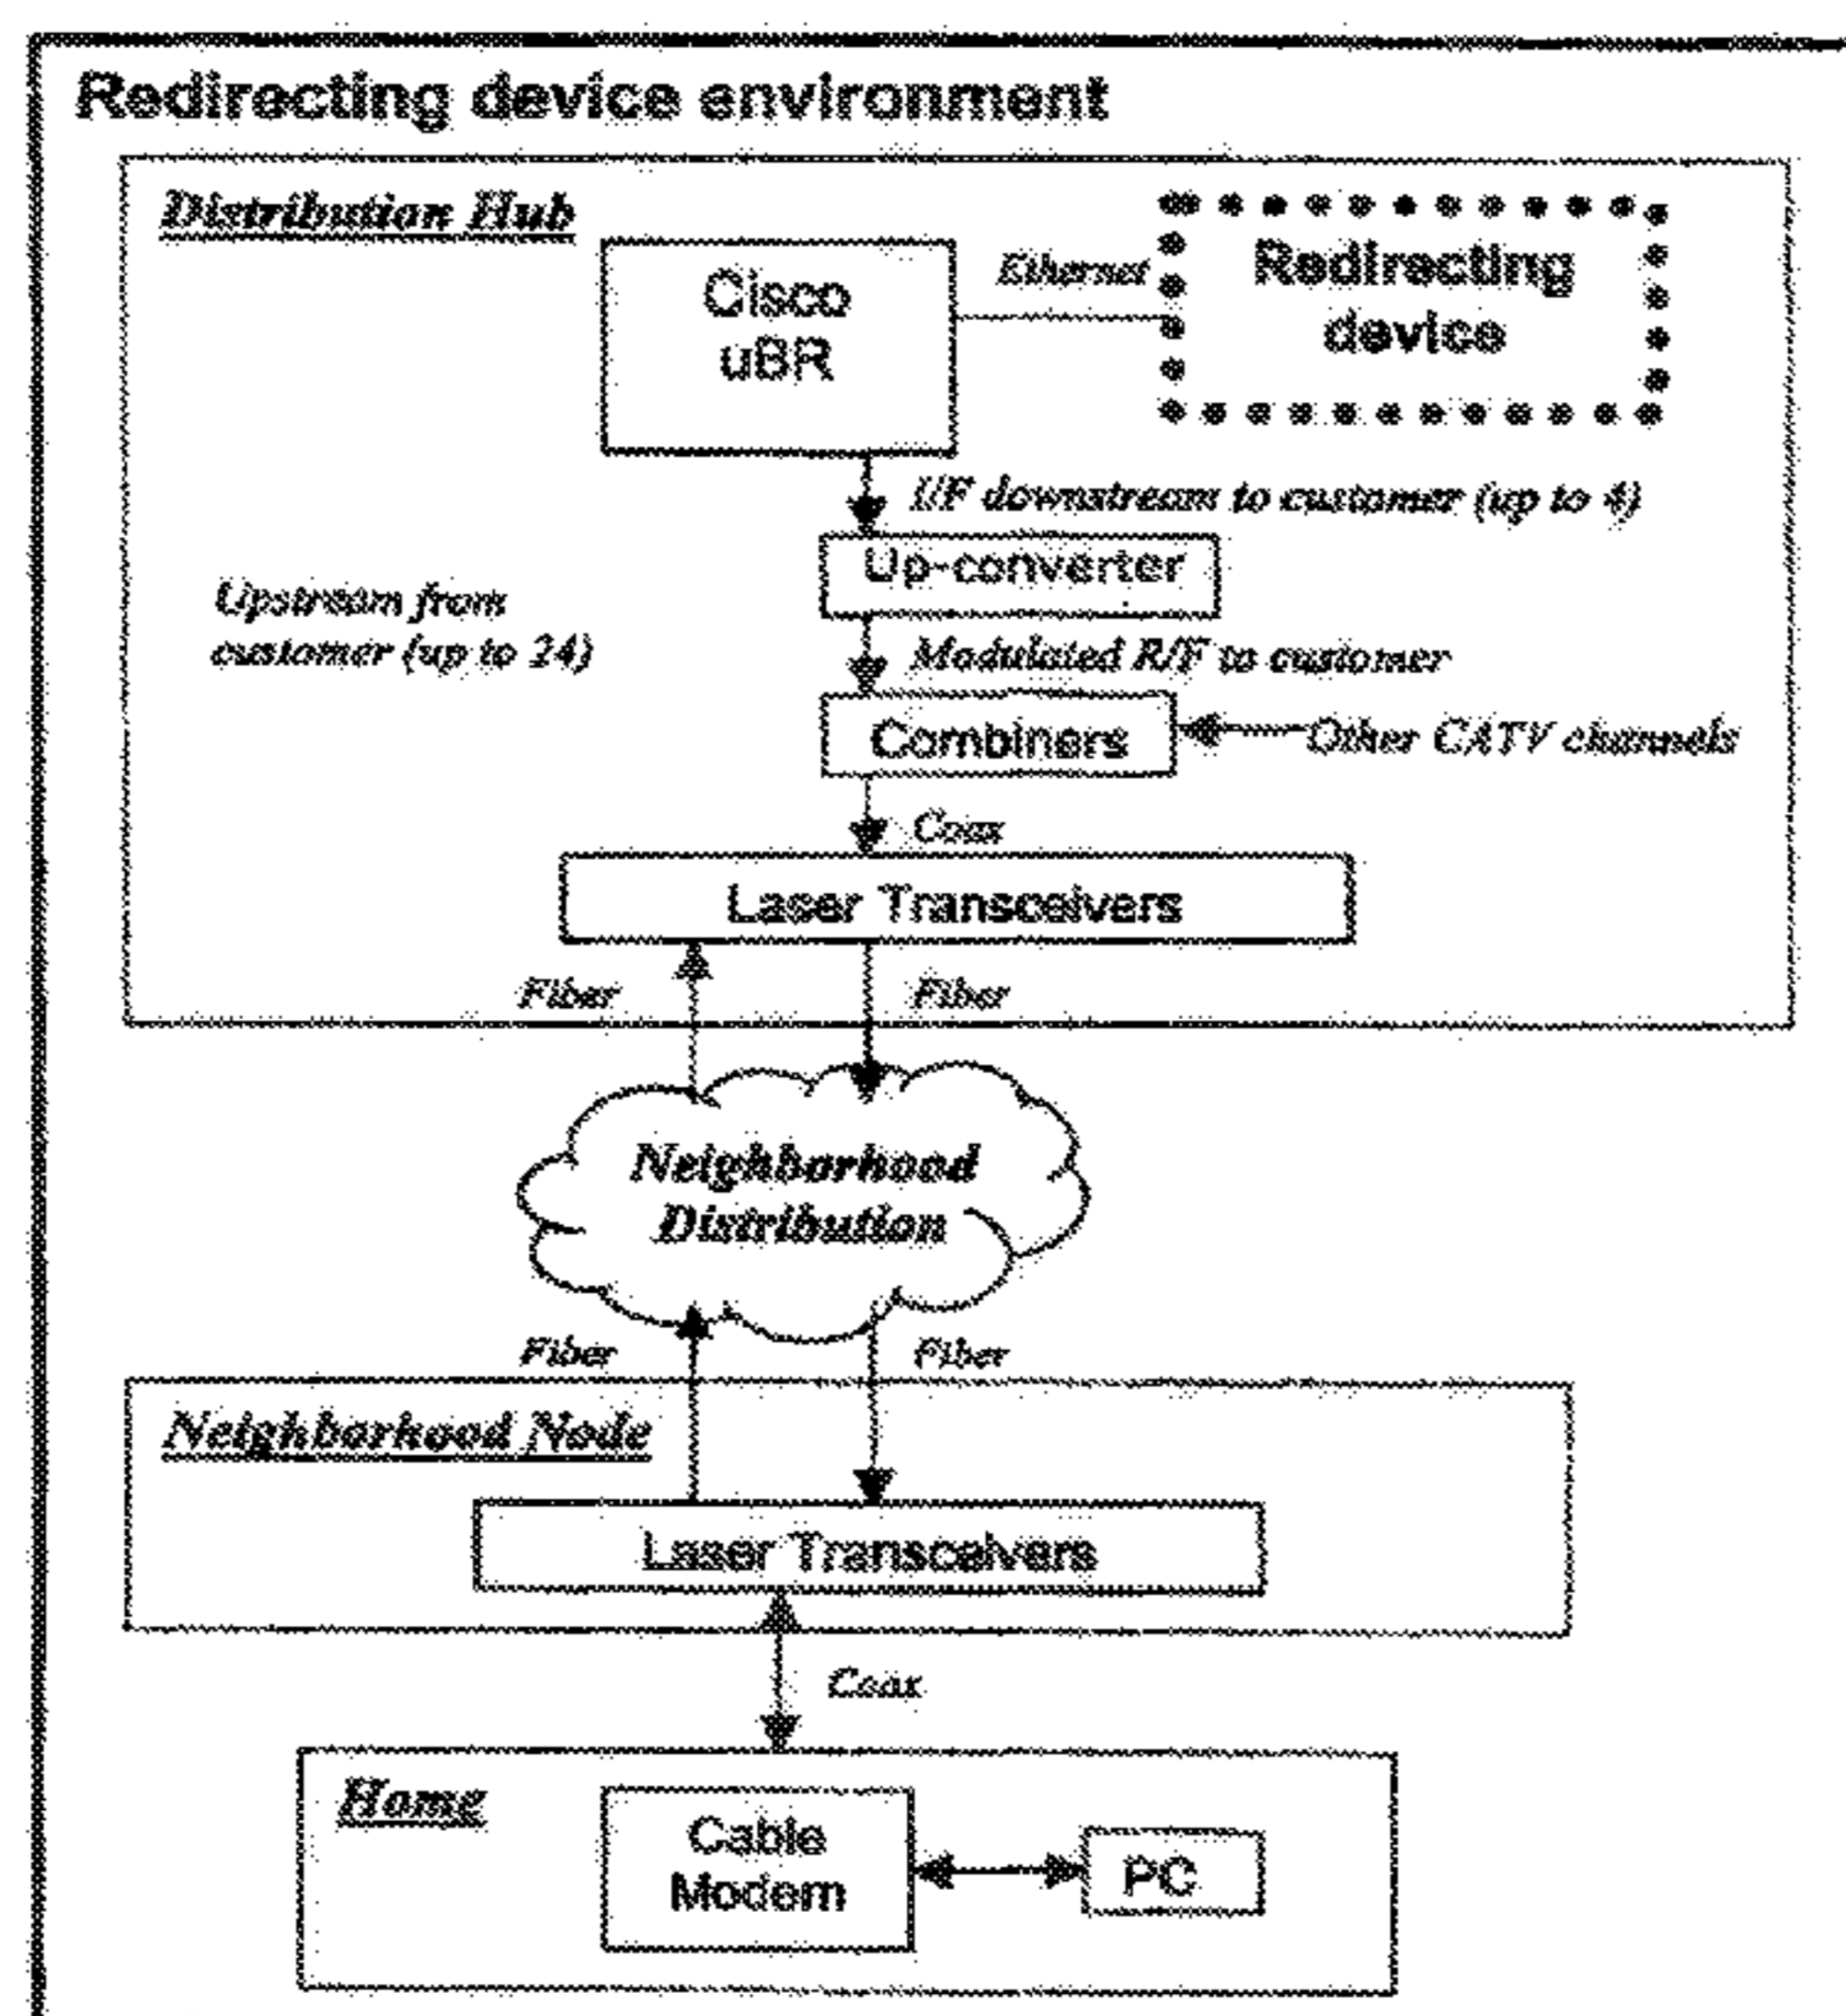 Redirecting device environment
Distribution Hub
Cisco
uBR
Ethernet
Redirecting
device
I/F downstream to customer (up to 4)
Up-converter
Upstream from
customer (up to 24)
Modulated R/F to customer
Combiners
Other CATV channels
Coax
Laser Transceivers
Fiber
Fiber
Neighborhood
Distribution
Fiber
Fiber
Neighborhood Node
Laser Transceivers
Coax
Home
Cable
Modem
PC